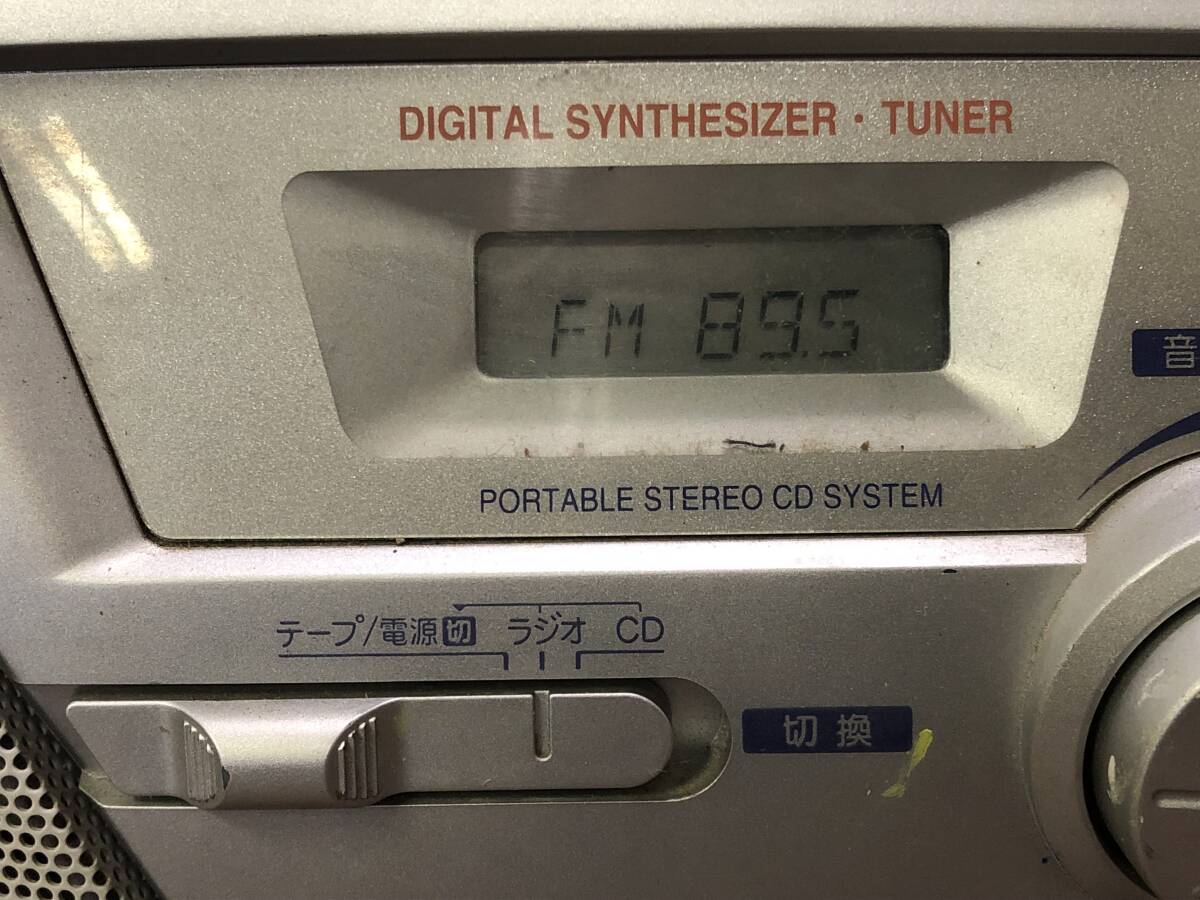 DIGITAL SYNTHESIZER・TUNER
FM 89.5
音
PORTABLE STEREO CD SYSTEM
テープ/電源切 ラジオ CD
切換